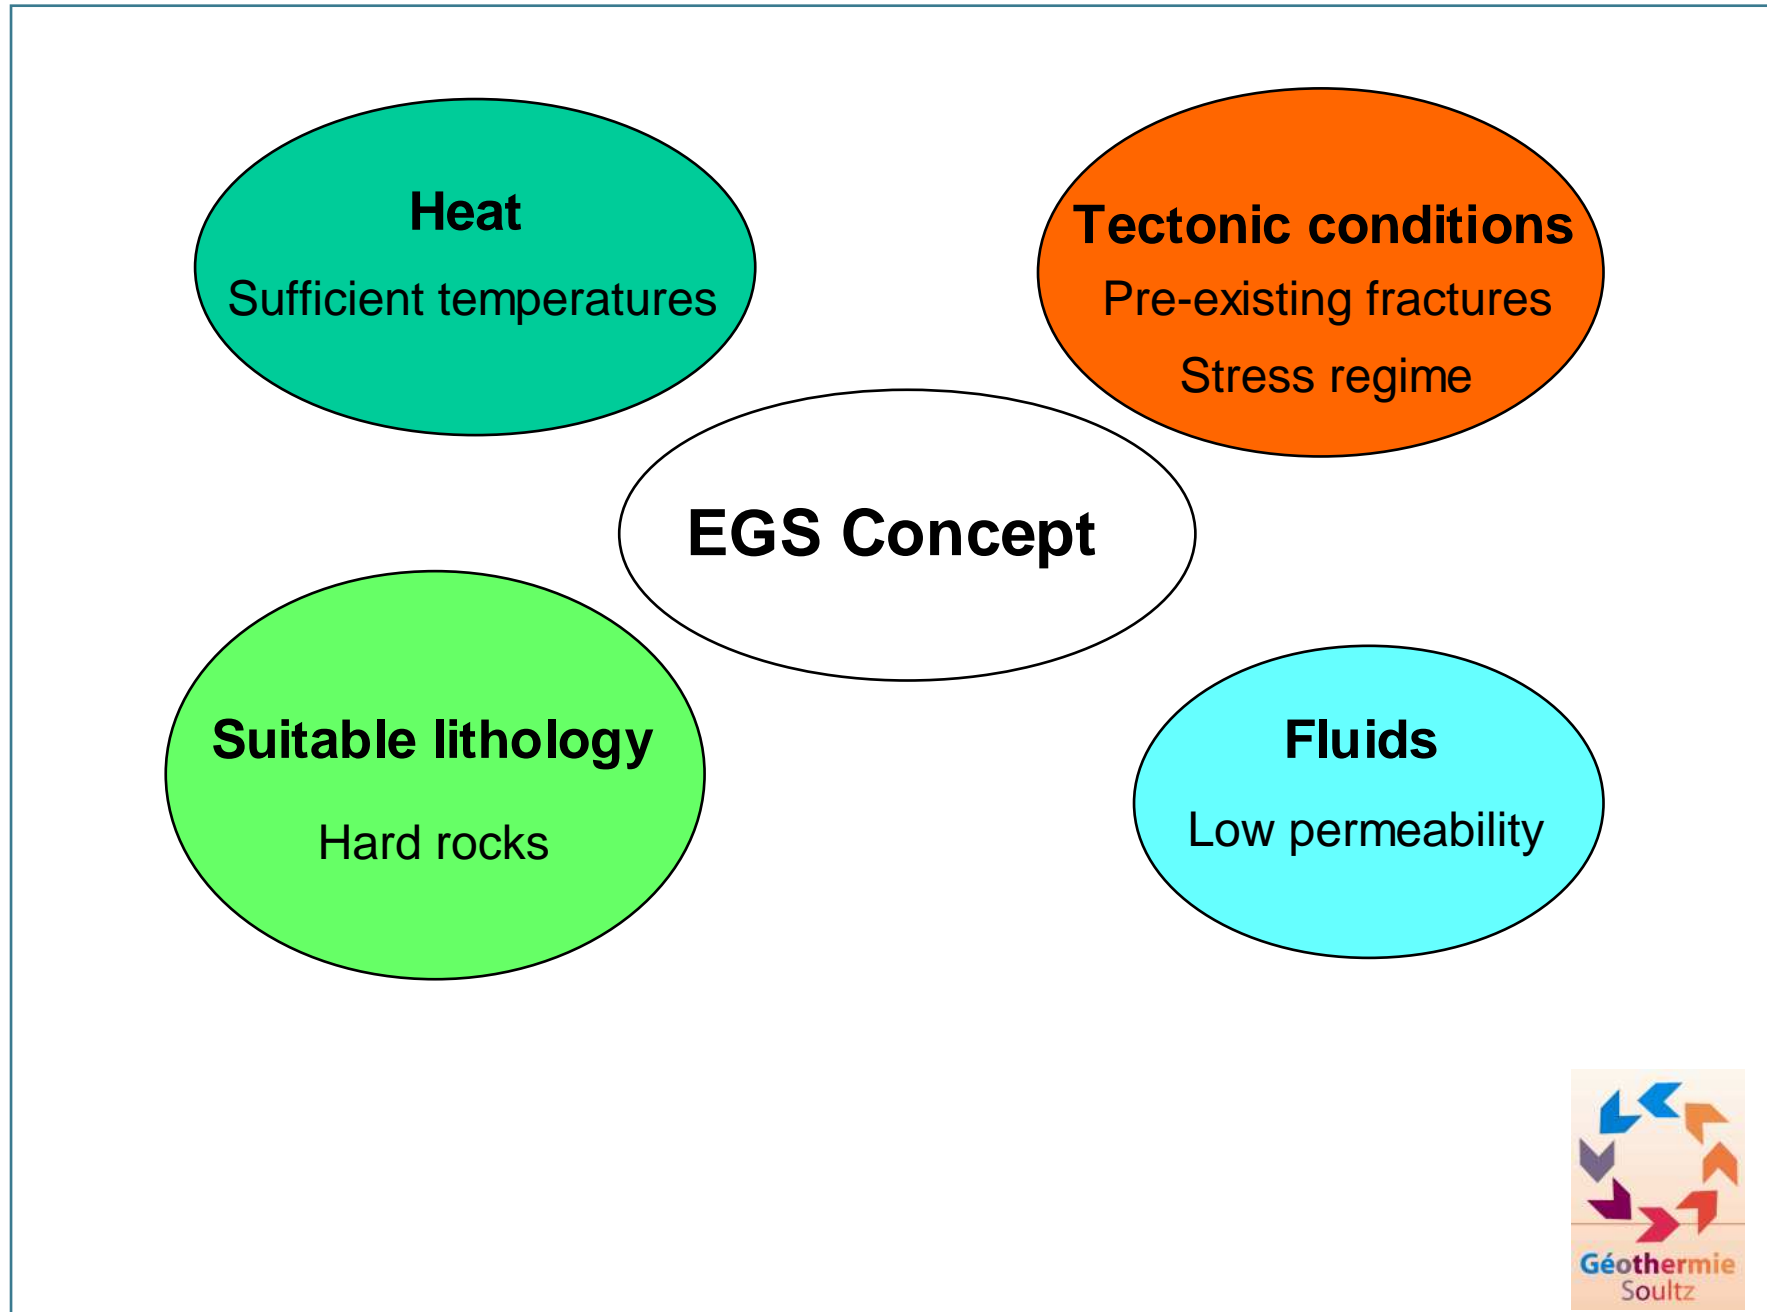 Heat
Sufficient temperatures
Tectonic conditions
Pre-existing fractures
Stress regime
EGS Concept
Suitable lithology
Hard rocks
Fluids
Low permeability
Géothermie
Soultz